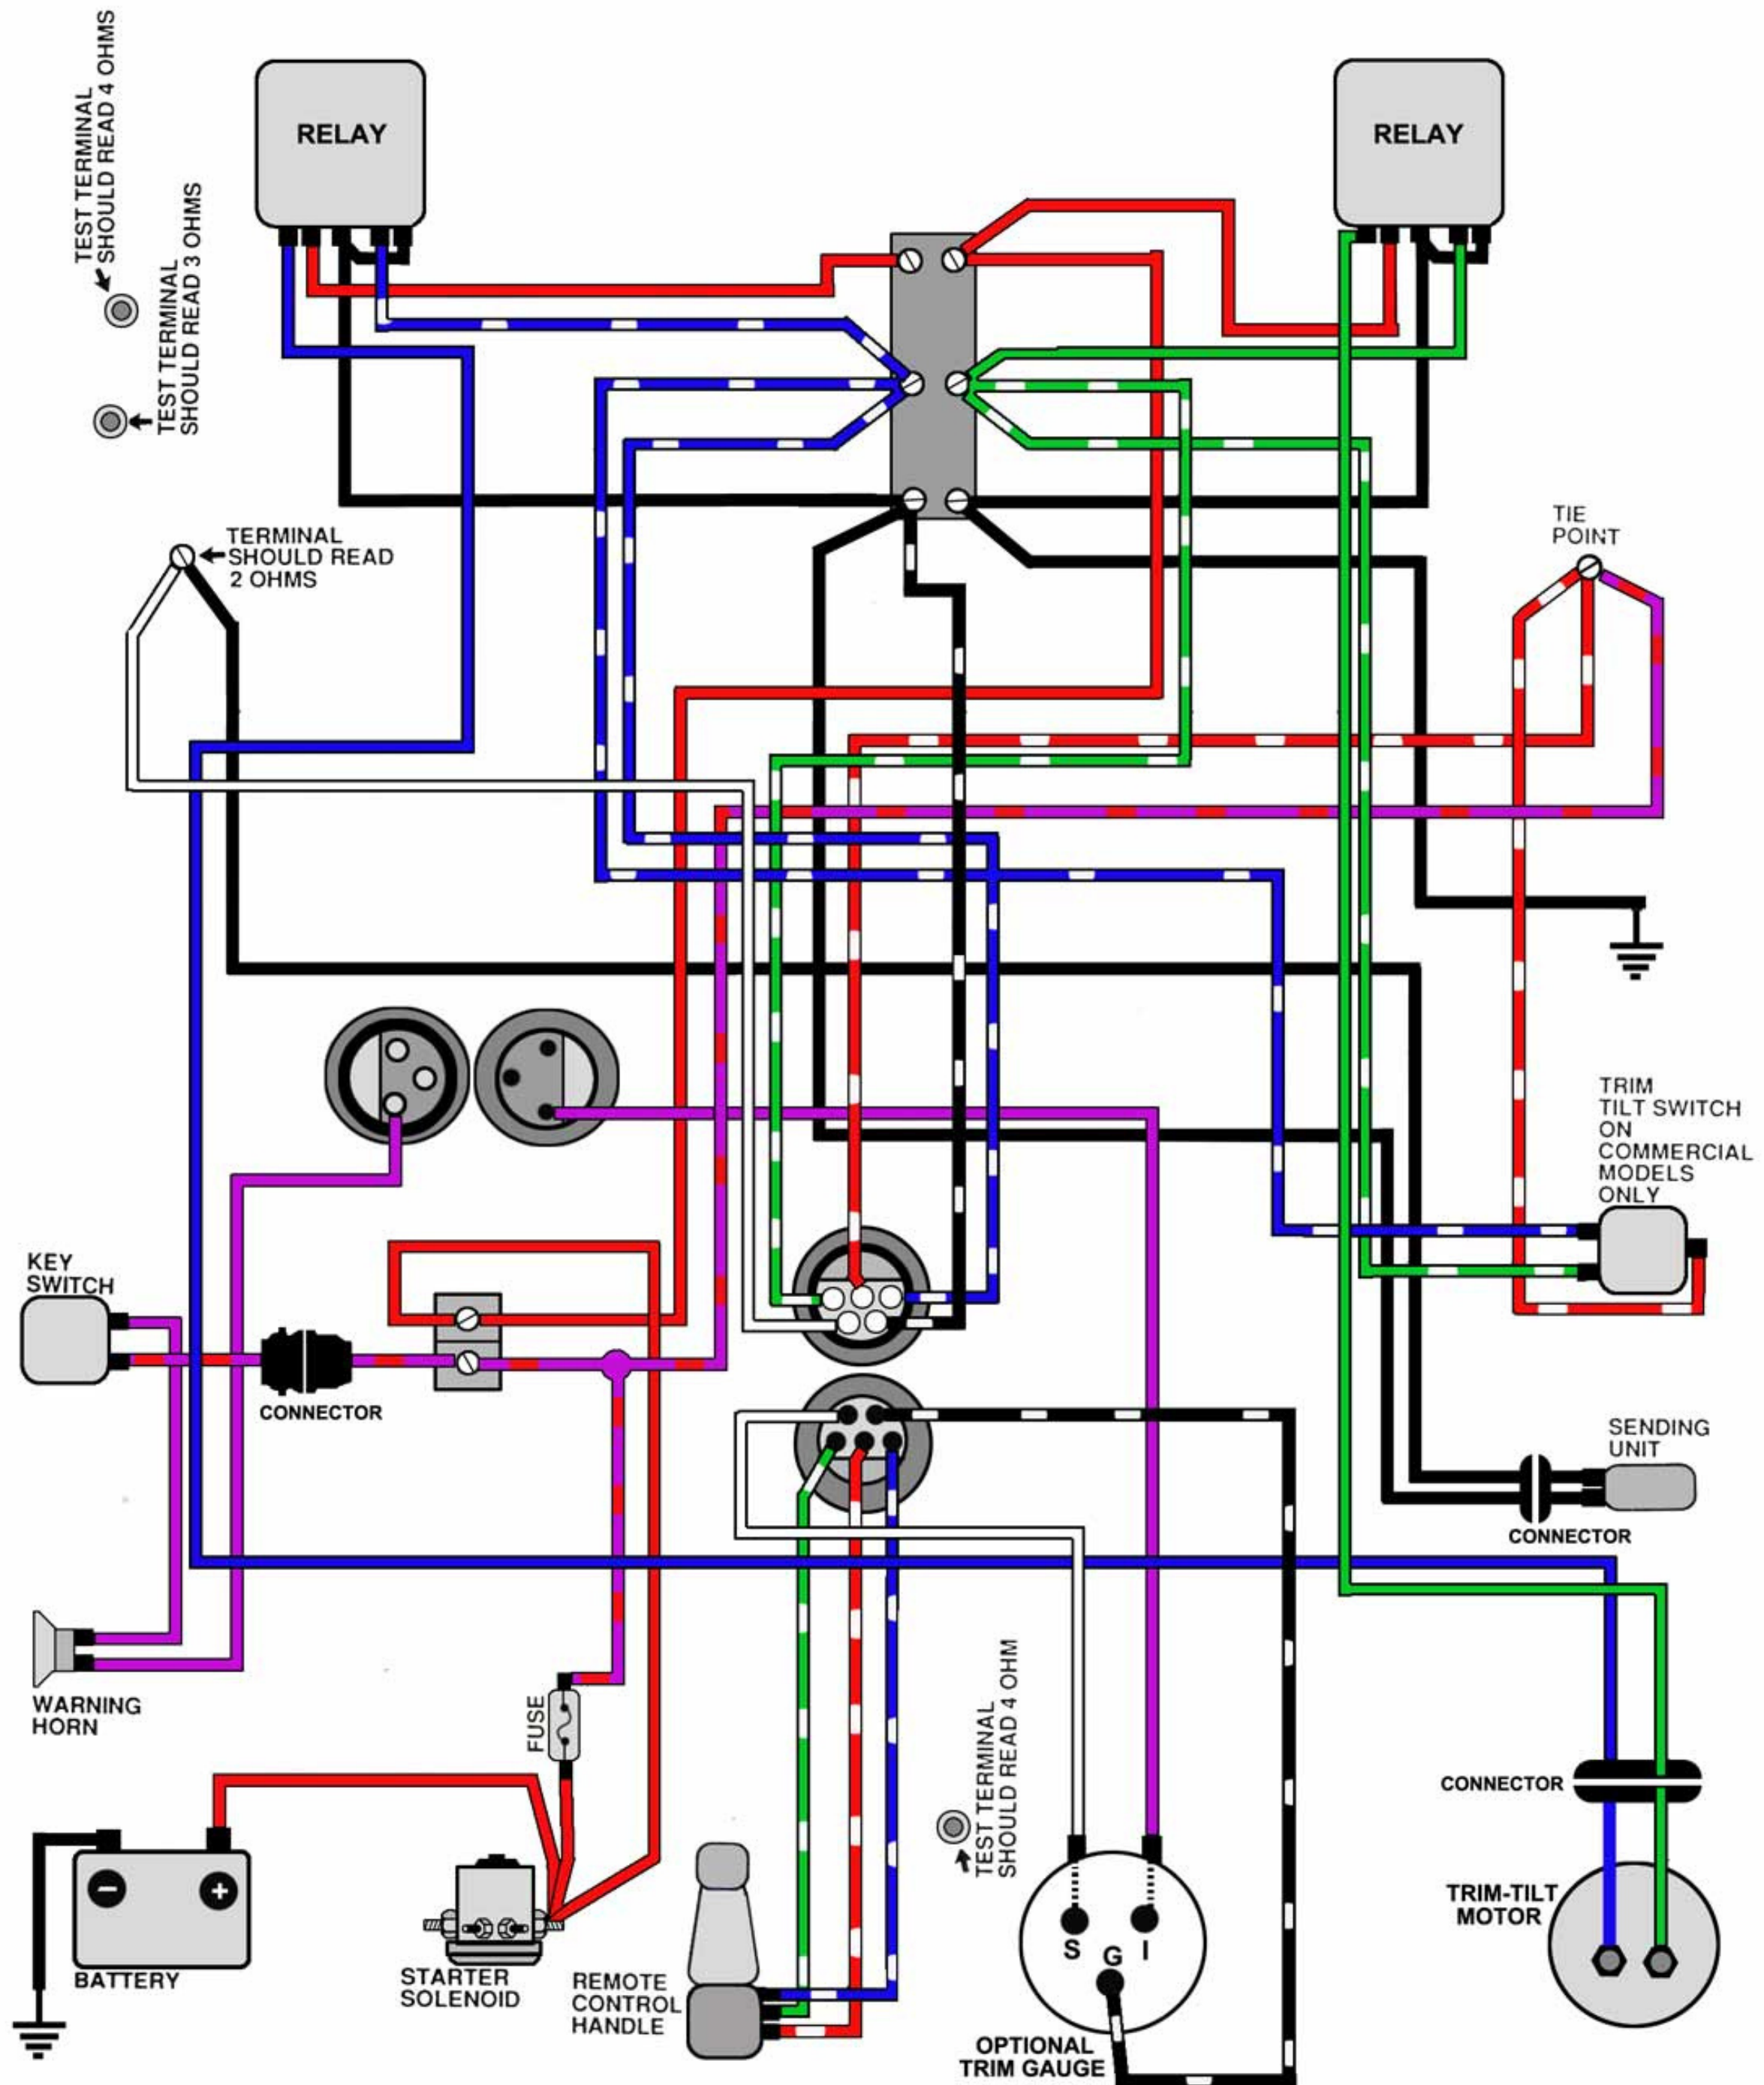 TEST TERMINAL
SHOULD READ 4 OHMS
RELAY
RELAY
TEST TERMINAL
SHOULD READ 3 OHMS
TERMINAL
SHOULD READ
2 OHMS
TIE
POINT
TRIM
TILT SWITCH
ON
COMMERCIAL
MODELS
ONLY
KEY
SWITCH
CONNECTOR
SENDING
UNIT
CONNECTOR
WARNING
HORN
FUSE
TEST TERMINAL
SHOULD READ 4 OHM
CONNECTOR
TRIM-TILT
MOTOR
BATTERY
STARTER
SOLENOID
REMOTE
CONTROL
HANDLE
S
G
I
OPTIONAL
TRIM GAUGE